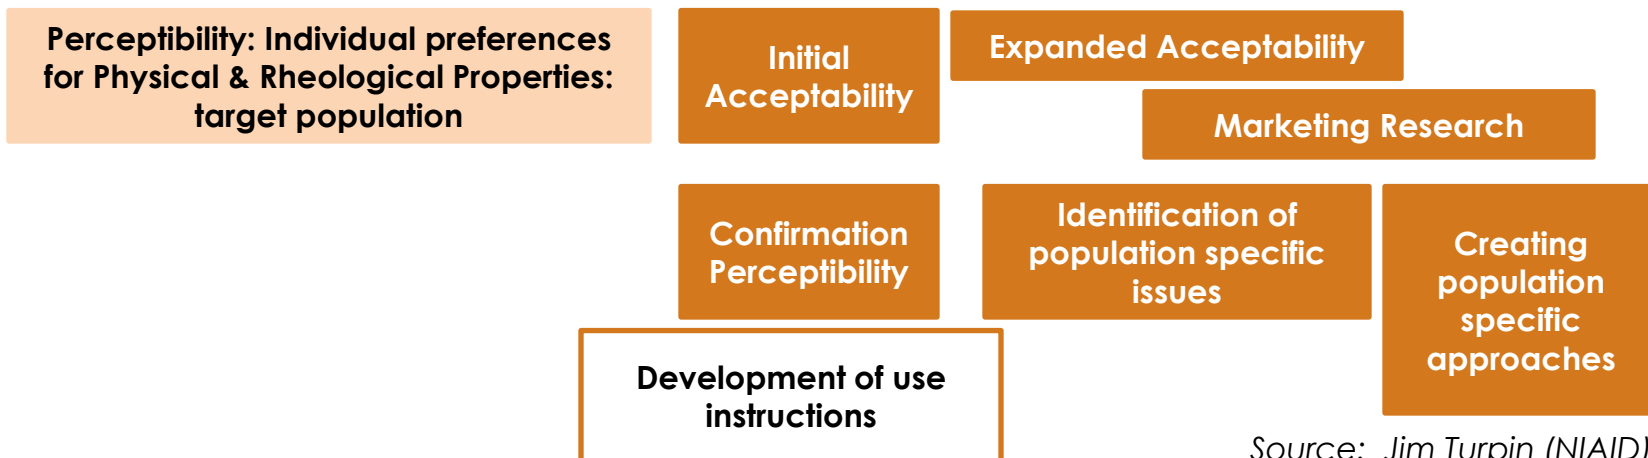 Perceptibility: Individual preferences
for Physical & Rheological Properties:
target population
Initial
Acceptability
Expanded Acceptability
Marketing Research
Confirmation
Perceptibility
Identification of
population specific
issues
Creating
population
specific
approaches
Development of use
instructions
Source: Jim Turpin (NIAID)